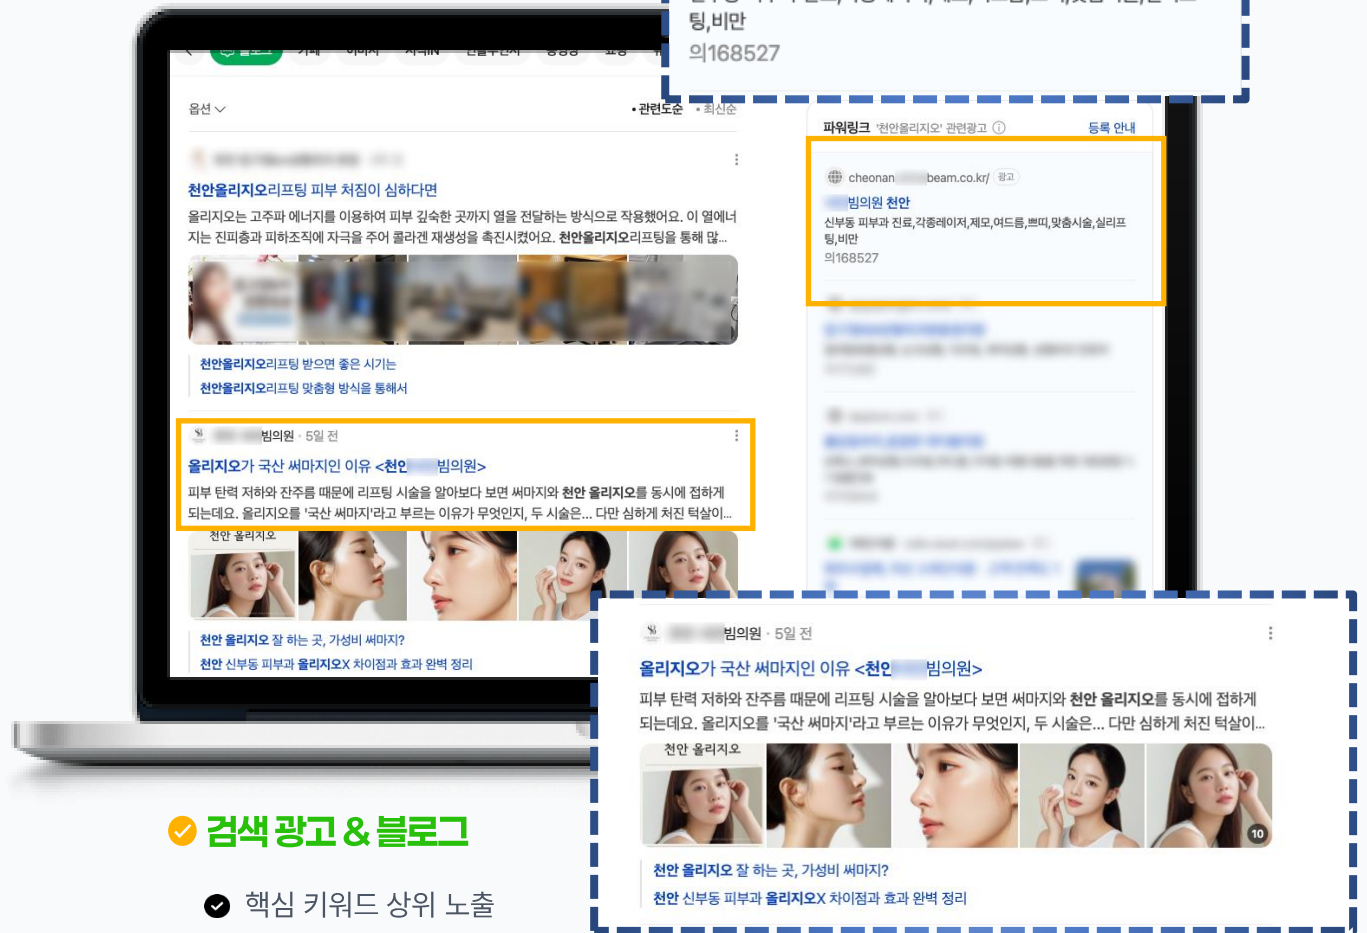 팅,비만
의168527
블로그 카페 이미지 지식iN 인플루언서 동영상 쇼핑
옵션
• 관련도순 • 최신순
천안올리지오리프팅 피부 처짐이 심하다면
올리지오는 고주파 에너지를 이용하여 피부 깊숙한 곳까지 열을 전달하는 방식으로 작용했어요. 이 열에너
지는 진피층과 피하조직에 자극을 주어 콜라겐 재생성을 촉진시켰어요. 천안올리지오리프팅을 통해 많...
천안올리지오리프팅 받으면 좋은 시기는
천안올리지오리프팅 맞춤형 방식을 통해서
빔의원 · 5일 전
올리지오가 국산 써마지인 이유 <천안 빔의원>
피부 탄력 저하와 잔주름 때문에 리프팅 시술을 알아보다 보면 써마지와 천안 올리지오를 동시에 접하게
되는데요. 올리지오를 '국산 써마지'라고 부르는 이유가 무엇인지, 두 시술은... 다만 심하게 처진 턱살이...
천안 올리지오
천안 올리지오 잘 하는 곳, 가성비 써마지?
천안 신부동 피부과 올리지오X 차이점과 효과 완벽 정리
파워링크 '천안올리지오' 관련광고
등록 안내
cheonan beam.co.kr/ 광고
빔의원 천안
신부동 피부과 진료,각종레이저,제모,여드름,쁘띠,맞춤시술,실리프
팅,비만
의168527
빔의원 · 5일 전
올리지오가 국산 써마지인 이유 <천안 빔의원>
피부 탄력 저하와 잔주름 때문에 리프팅 시술을 알아보다 보면 써마지와 천안 올리지오를 동시에 접하게
되는데요. 올리지오를 '국산 써마지'라고 부르는 이유가 무엇인지, 두 시술은... 다만 심하게 처진 턱살이...
천안 올리지오
10
천안 올리지오 잘 하는 곳, 가성비 써마지?
천안 신부동 피부과 올리지오X 차이점과 효과 완벽 정리
검색 광고 & 블로그
핵심 키워드 상위 노출